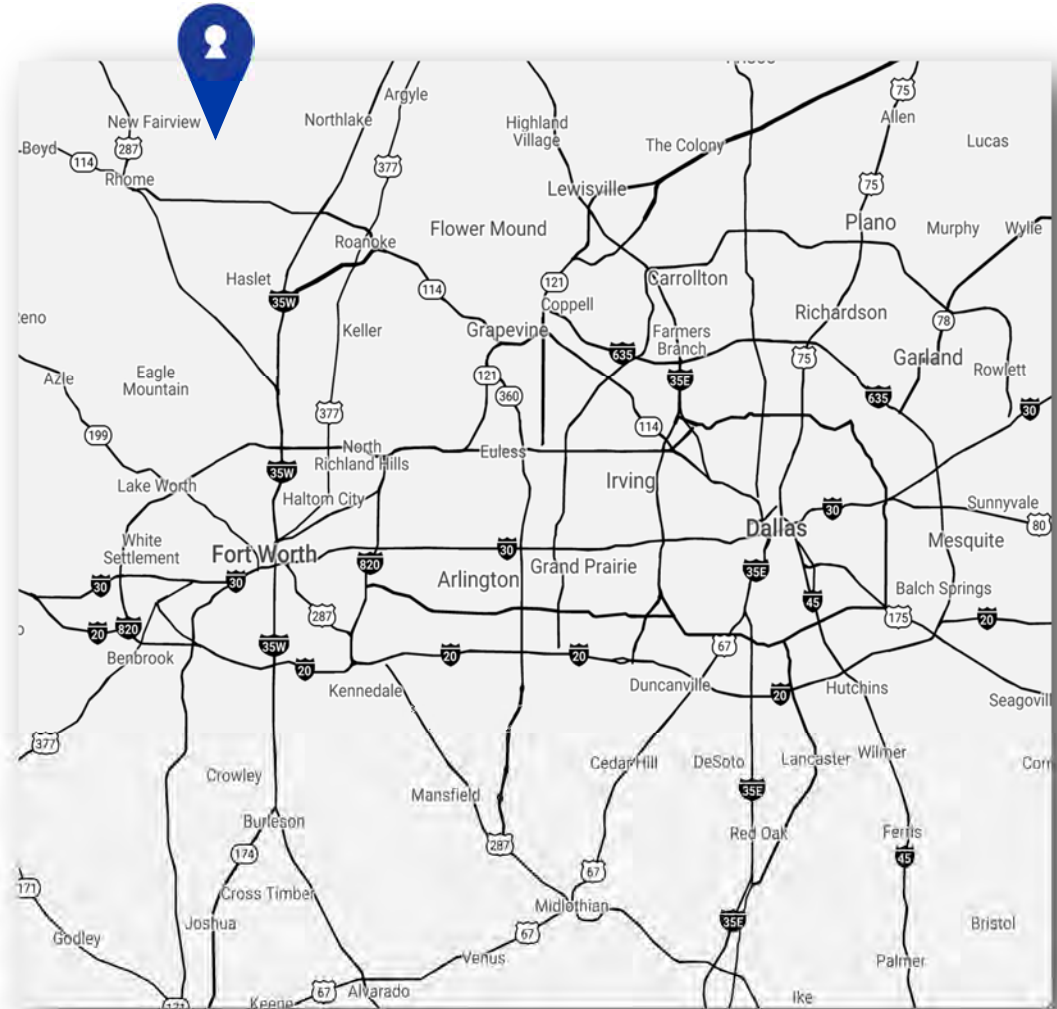 Argyle
75
New Fairview
Northlake
Highland
Village
Allen
287
The Colony
Lucas
Boyd
114
377
Rhome
75
Lewisville
Plano
Flower Mound
Murphy
Wylie
Roanoke
Haslet
121
Carrollton
114
35W
Coppell
Richardson
78
Keller
Grapevine
Farmers
Branch
635
75
Garland
Azle
Eagle
Mountain
121
35E
Rowlett
360
635
377
30
199
114
North
Richland Hills
Euless
35W
Irving
Lake Worth
Haltom City
Sunnyvale
30
80
Dallas
White
Settlement
Fort Worth
30
Mesquite
820
Grand Prairie
35E
30
30
Arlington
Balch Springs
45
287
175
20
20
820
35W
67
Benbrook
20
20
20
Kennedale
Duncanville
20
Hutchins
377
Cedar Hill
DeSoto
Lancaster
Wilmer
Crowley
35E
Mansfield
Burleson
Red Oak
Ferris
287
174
45
67
171
Cross Timber
Midlothian
Joshua
35E
Bristol
Godley
67
Venus
Palmer
67
Alvarado
Ike
Keene
171